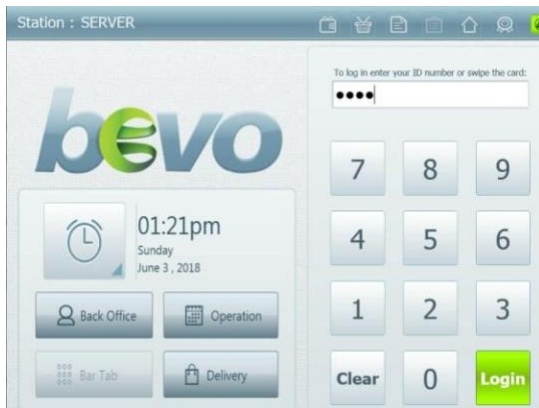 Station : SERVER
To log in enter your ID number or swipe the card:
bevo
7 8 9
01:21pm
Sunday
June 3 , 2018
4 5 6
Back Office
Operation
1 2 3
Bar Tab
Delivery
Clear 0 Login